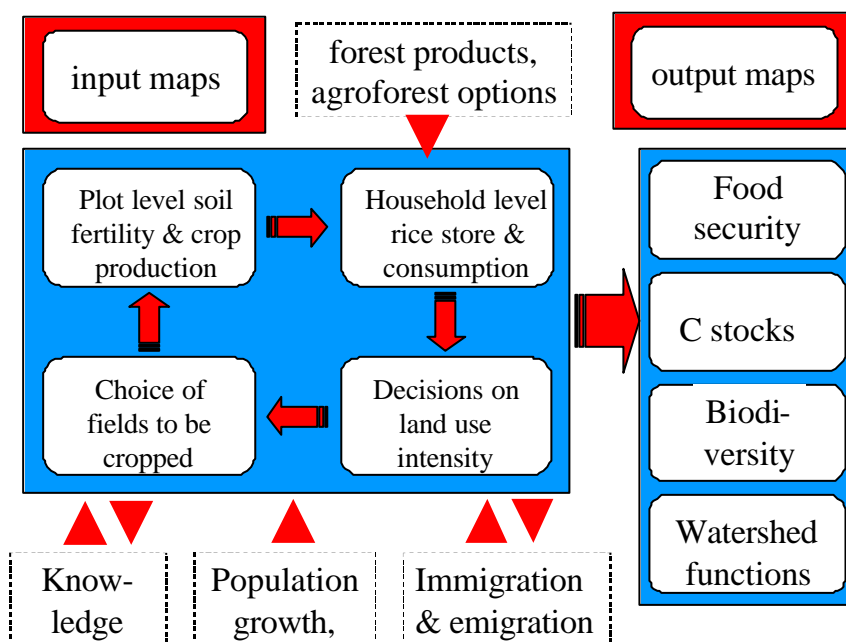 input maps
forest products,
agroforest options
output maps
Plot level soil
fertility & crop
production
Household level
rice store &
consumption
Choice of
fields to be
cropped
Decisions on
land use
intensity
Food
security
C stocks
Biodi-
versity
Watershed
functions
Know-
ledge
Population
growth,
Immigration
& emigration